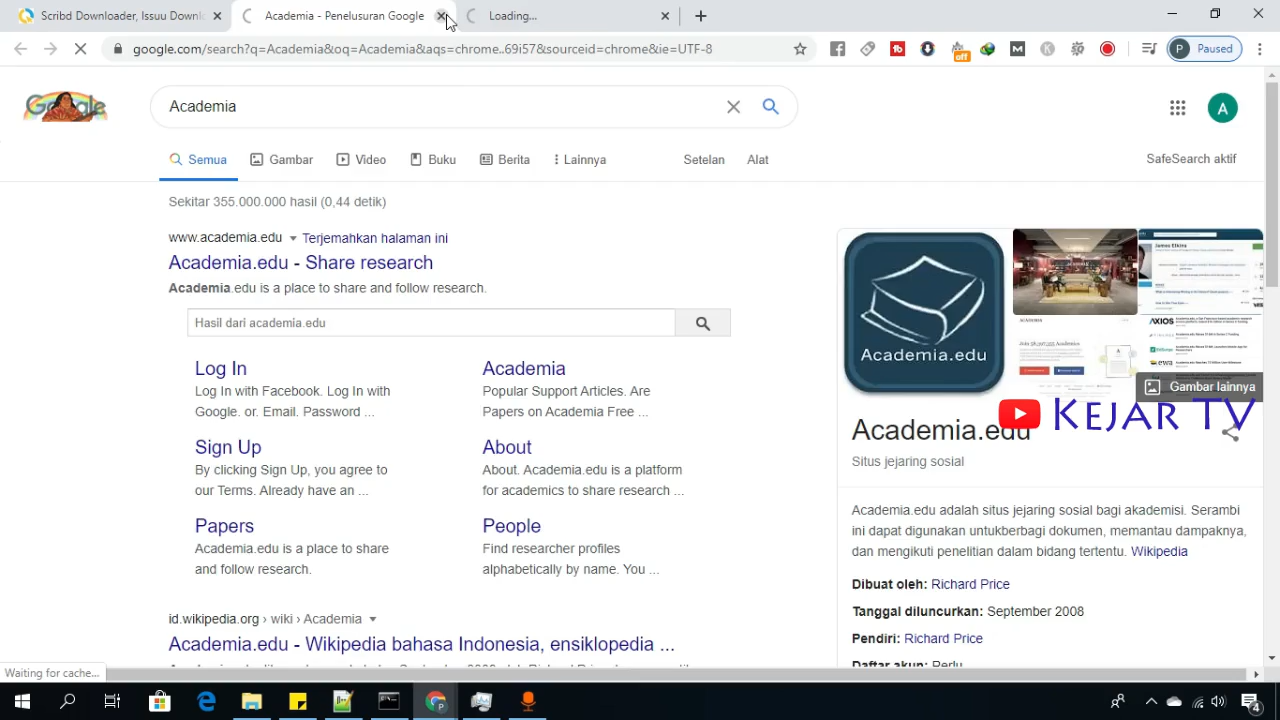 Scribd Downloader, Issuu Downl
Academia - Penelusuran Google
Loading...
google.com/search?q=Academia&oq=Academia&aqs=chrome..69i57&sourceid=chrome&ie=UTF-8
off
P Paused
Google
Academia
A
Semua
Gambar
Video
Buku
Berita
Lainnya
Setelan
Alat
SafeSearch aktif
Sekitar 355.000.000 hasil (0,44 detik)
www.academia.edu Terjemahkan halaman ini
Academia.edu - Share research
Academia.edu is a place to share and follow research.
Hasil dari academia.edu
Log In
Log In with Facebook. Log In with
Google. or. Email. Password ...
Academia
Popular Support Articles. Are
Papers on Academia Free ...
Sign Up
By clicking Sign Up, you agree to
our Terms. Already have an ...
About
About. Academia.edu is a platform
for academics to share research ...
Papers
Academia.edu is a place to share
and follow research.
People
Find researcher profiles
alphabetically by name. You ...
id.wikipedia.org › wiki › Academia
Academia.edu - Wikipedia bahasa Indonesia, ensiklopedia ...
Academia.edu
AXIOS
Gambar lainnya
KEJAR TV
Academia.edu
Situs jejaring sosial
Academia.edu adalah situs jejaring sosial bagi akademisi. Serambi
ini dapat digunakan untukberbagi dokumen, memantau dampaknya,
dan mengikuti penelitian dalam bidang tertentu. Wikipedia
Dibuat oleh: Richard Price
Tanggal diluncurkan: September 2008
Pendiri: Richard Price
Daftar akun: Perlu
Waiting for cache...
4